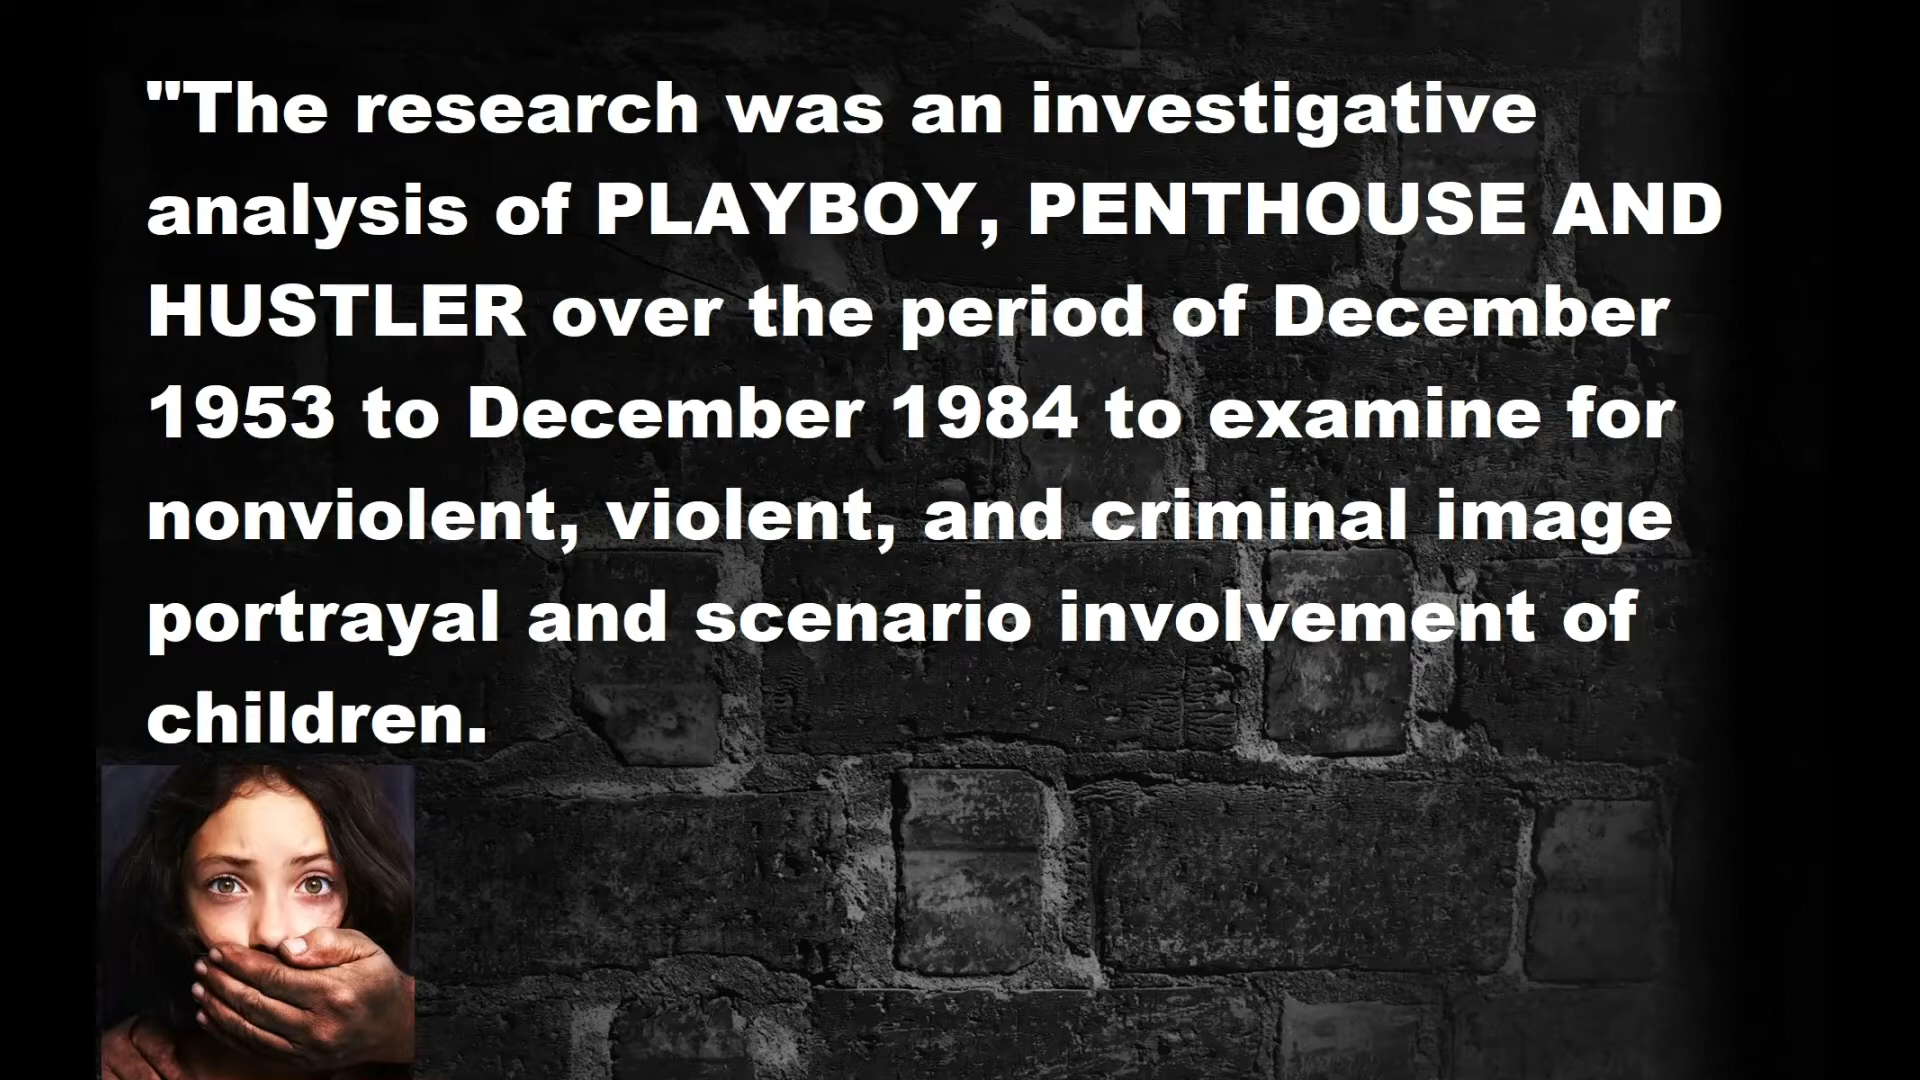 "The research was an investigative
analysis of PLAYBOY, PENTHOUSE AND
HUSTLER over the period of December
1953 to December 1984 to examine for
nonviolent, violent, and criminal image
portrayal and scenario involvement of
children.